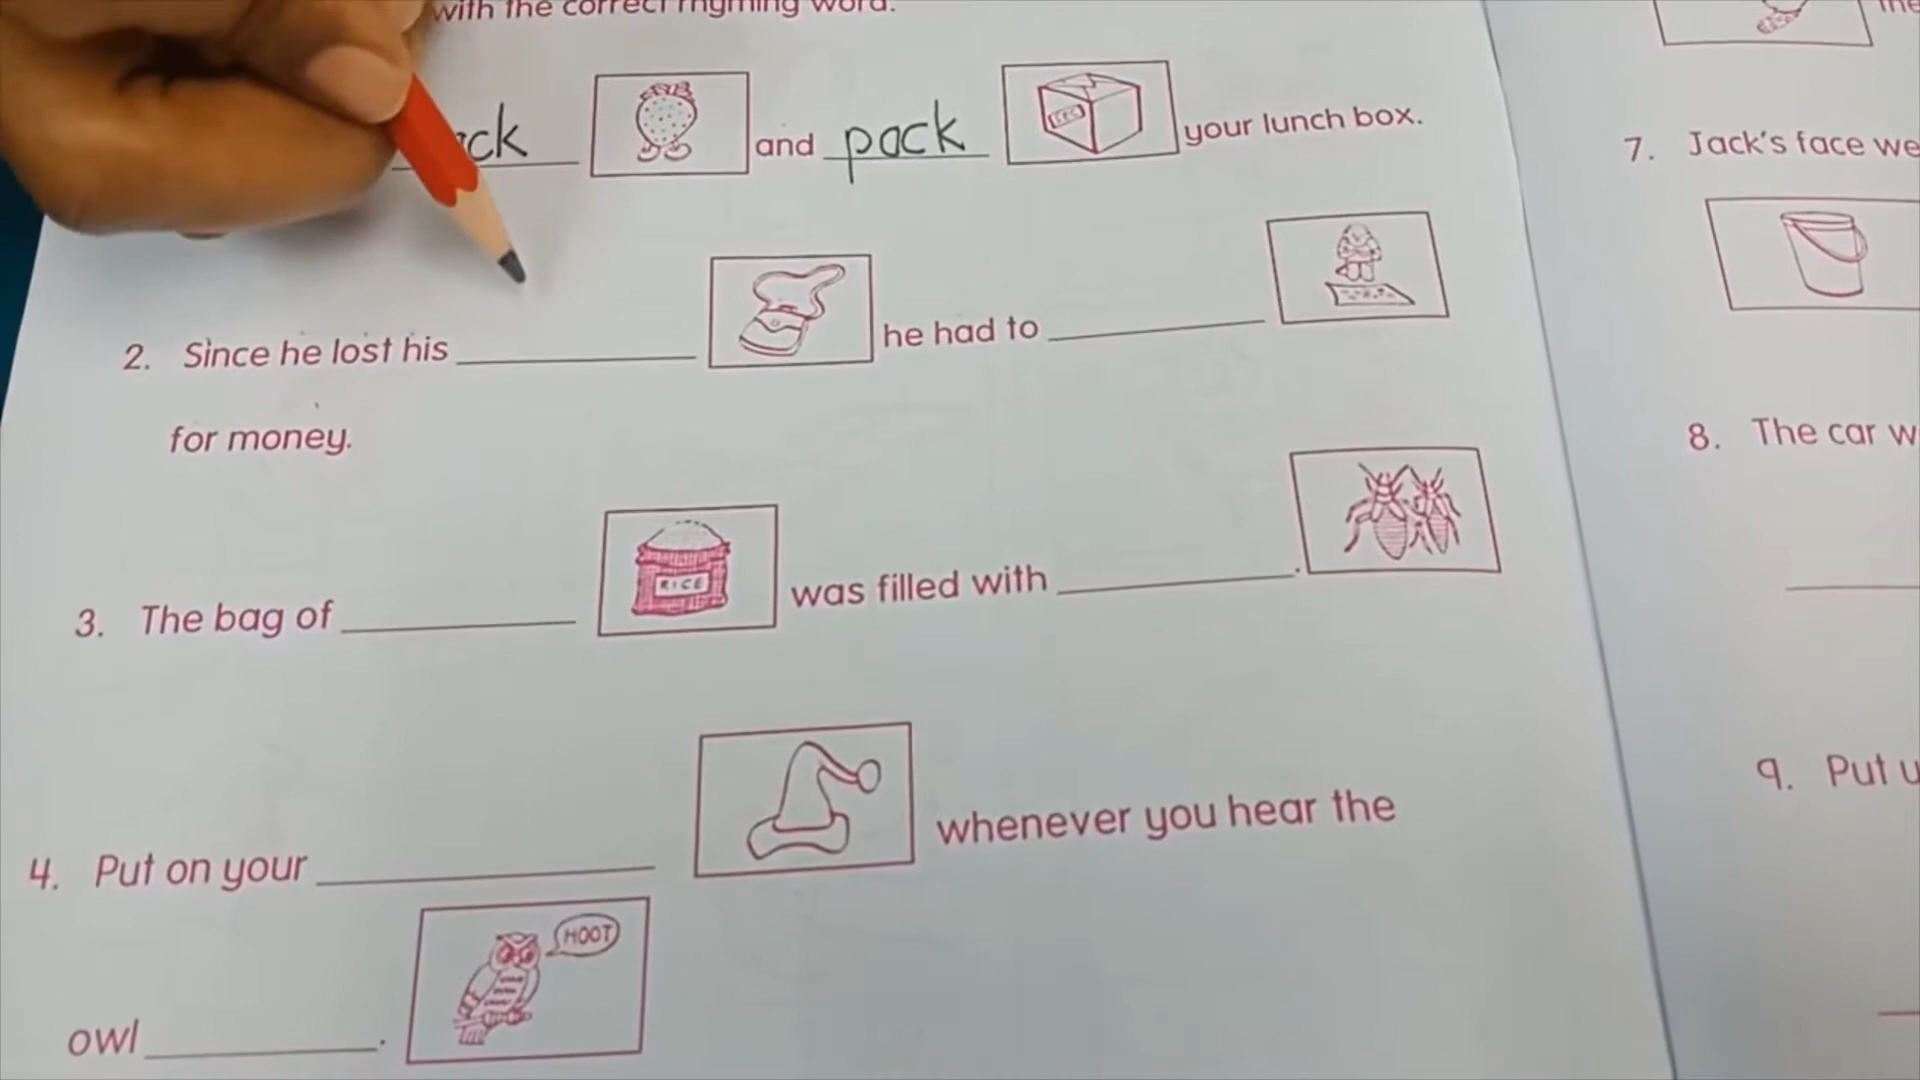 with the correct rhyming word.
ck and pack your lunch box.
2. Since he lost his he had to
for money.
RICE
3. The bag of was filled with .
4. Put on your whenever you hear the
HOOT
owl .
7. Jack's face we
8. The car w
9. Put u